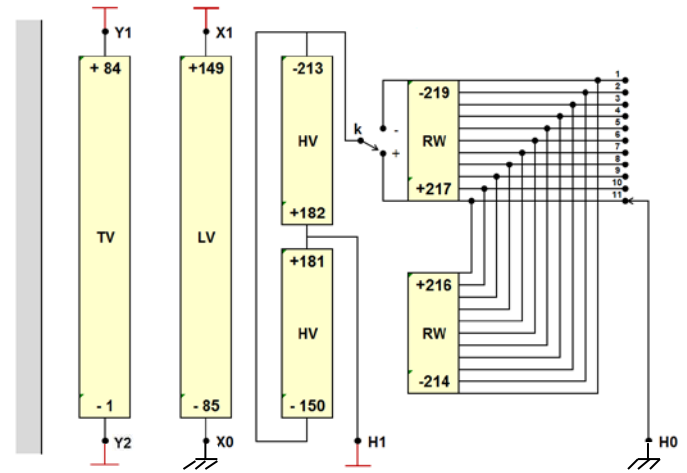 Y1
X1
+ 84
+149
-213
-219
1
2
3
4
5
6
7
8
9
10
11
k
-
+
HV
RW
+182
+217
TV
LV
+181
+216
HV
RW
-214
- 1
- 85
- 150
Y2
X0
H1
H0